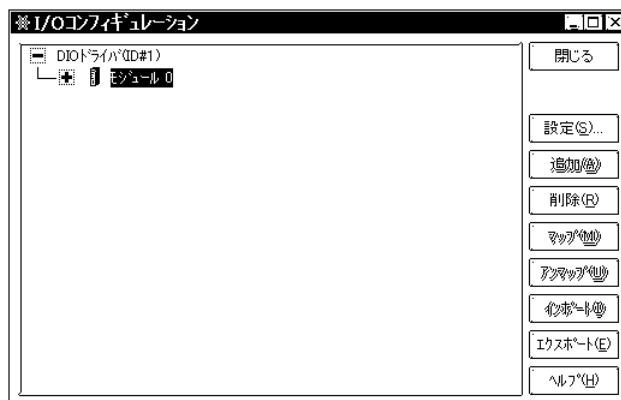 I/Oコンフィギュレーション
DIOドライバ(ID#1)
モジュール 0
閉じる
設定(S)...
追加(A)
削除(R)
マップ(M)
アンマップ(U)
インポート(I)
エクスポート(E)
ヘルプ(H)